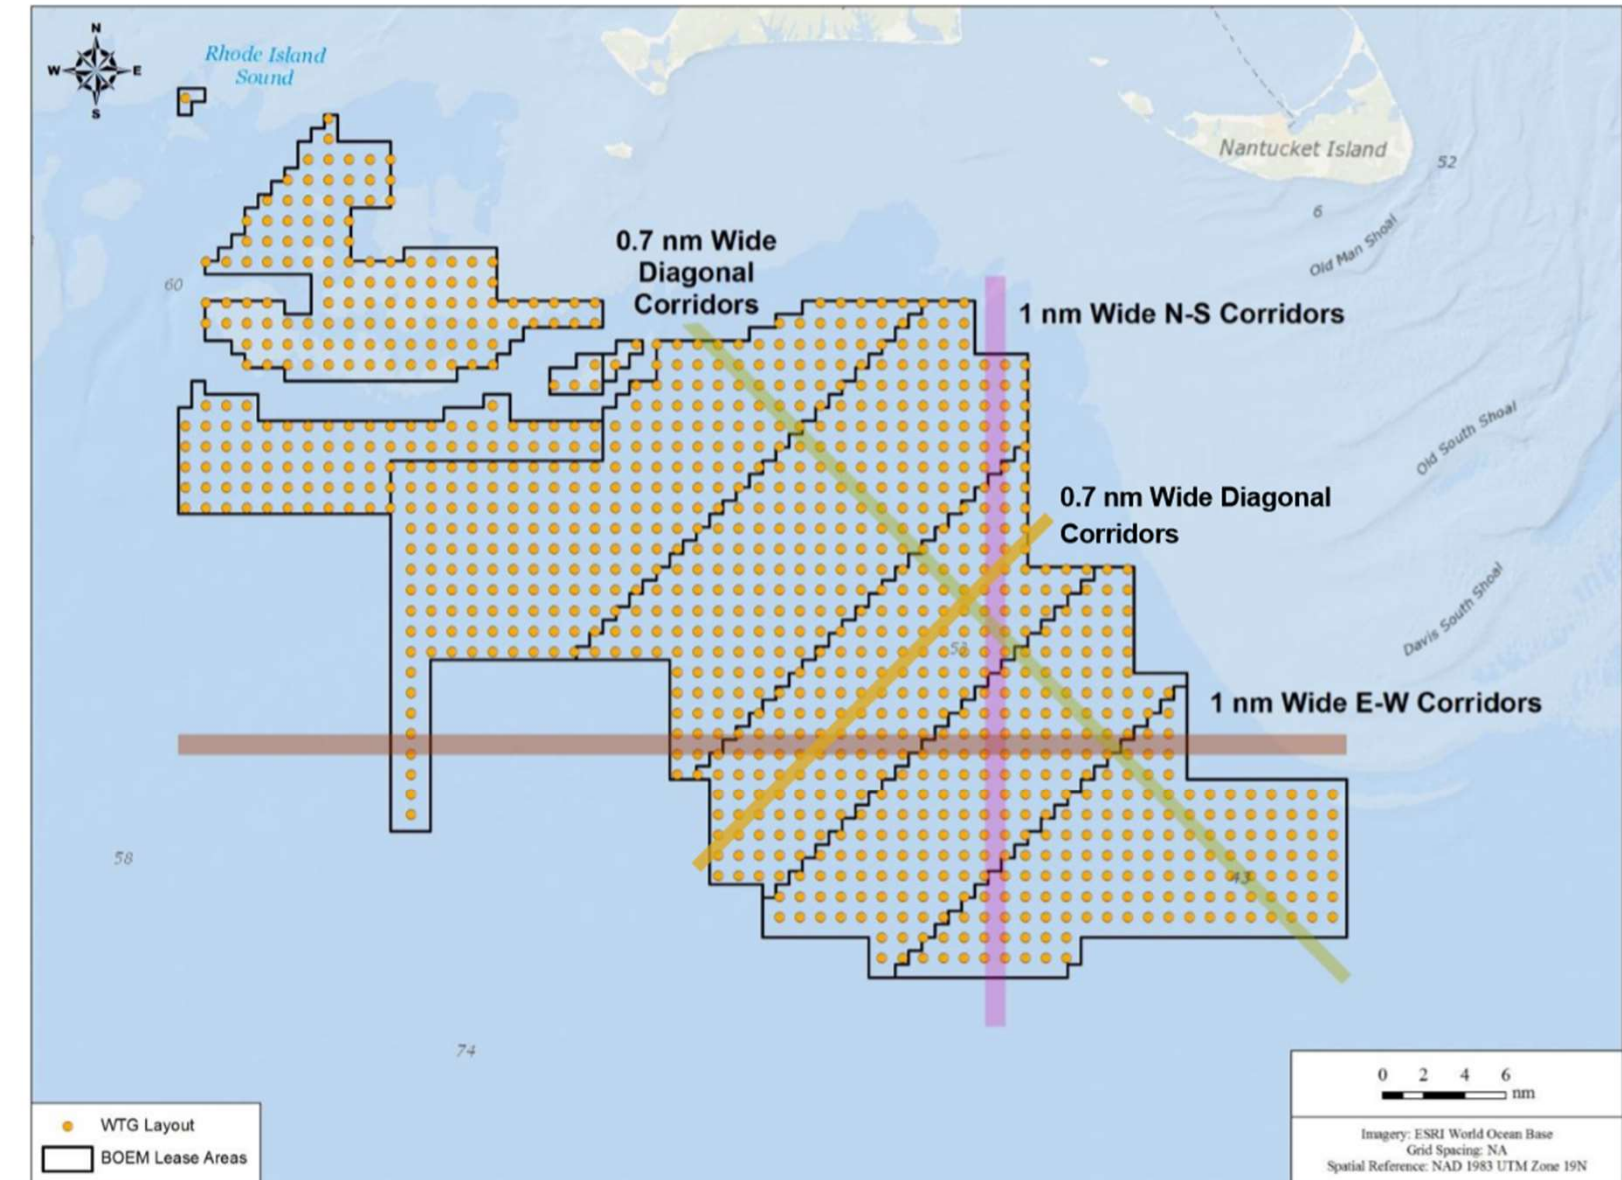 N
W
E
S
Rhode Island
Sound
Nantucket Island
52
6
Old Man Shoal
60
0.7 nm Wide
Diagonal
Corridors
1 nm Wide N-S Corridors
Old South Shoal
0.7 nm Wide Diagonal
Corridors
Davis South Shoal
1 nm Wide E-W Corridors
58
43
74
0 2 4 6
nm
WTG Layout
BOEM Lease Areas
Imagery: ESRI World Ocean Base
Grid Spacing: NA
Spatial Reference: NAD 1983 UTM Zone 19N